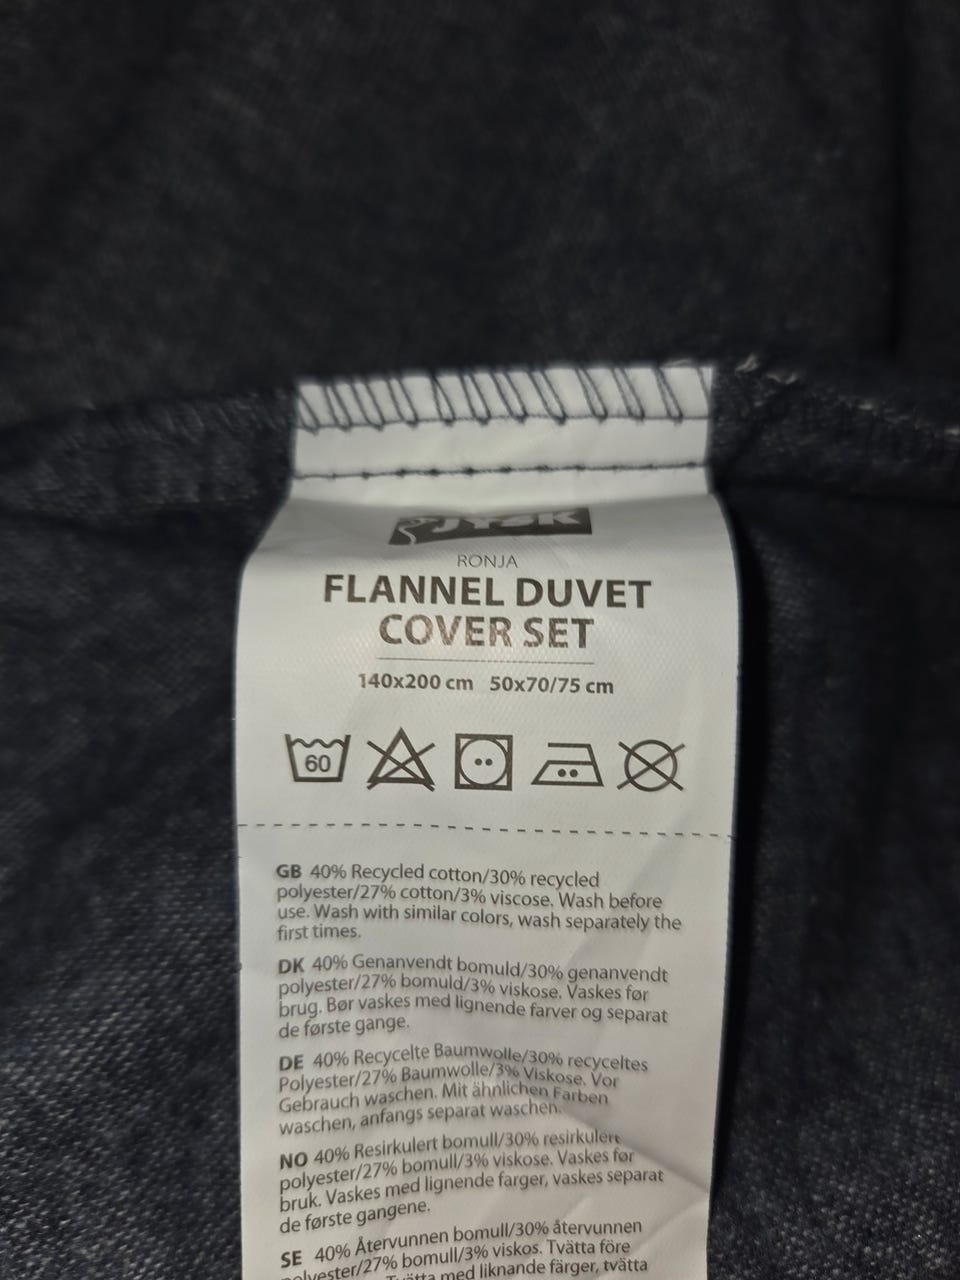 JYSK
RONJA
FLANNEL DUVET
COVER SET
140x200 cm 50x70/75 cm
60
GB 40% Recycled cotton/30% recycled
polyester/27% cotton/3% viscose. Wash before
use. Wash with similar colors, wash separately the
first times.
DK 40% Genanvendt bomuld/30% genanvendt
polyester/27% bomuld/3% viskose. Vaskes før
brug. Bør vaskes med lignende farver og separat
de første gange.
DE 40% Recycelte Baumwolle/30% recyceltes
Polyester/27% Baumwolle/3% Viskose. Vor
Gebrauch waschen. Mit ähnlichen Farben
waschen, anfangs separat waschen.
NO 40% Resirkulert bomull/30% resirkulert
polyester/27% bomull/3% viskose. Vaskes før
bruk. Vaskes med lignende farger, vaskes separat
de første gangene.
SE 40% Återvunnen bomull/30% återvunnen
polyester/27% bomull/3% viskos. Tvätta före
Tvätta med liknande färger, tvätta